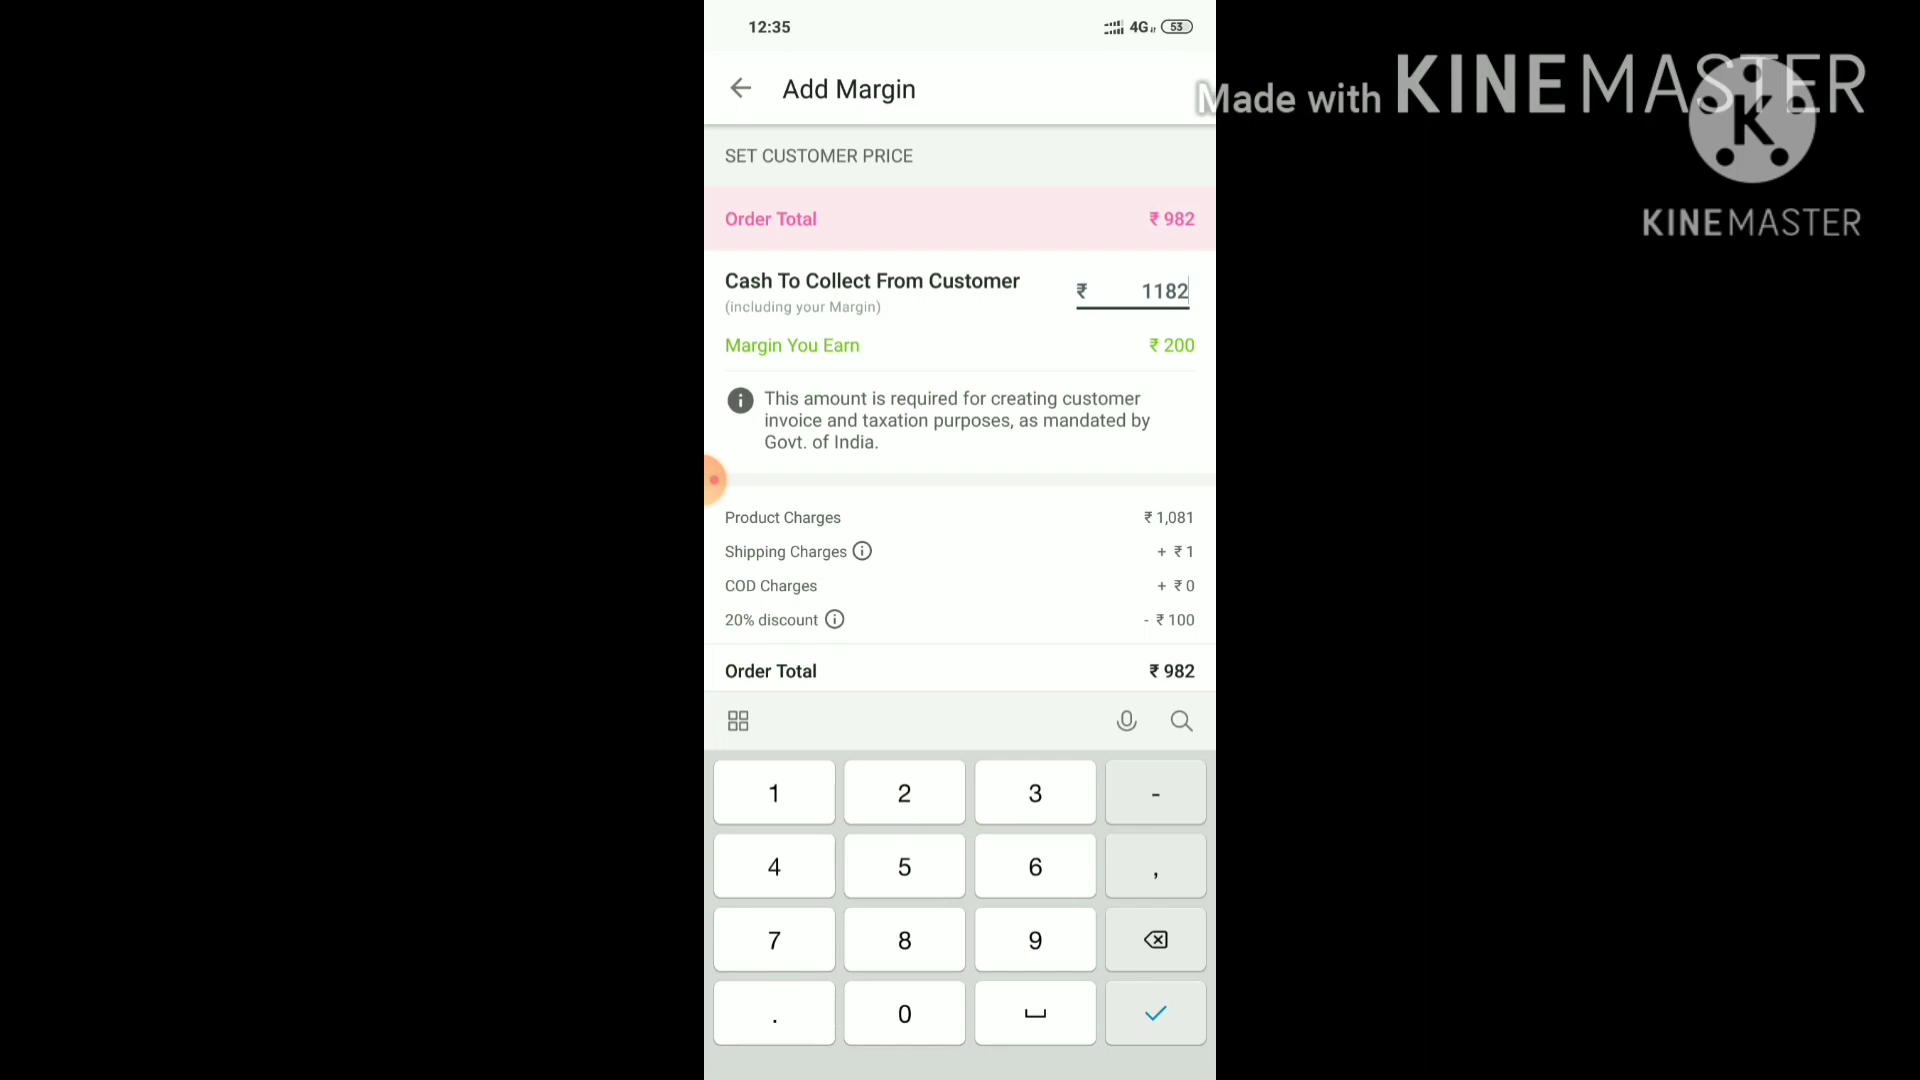 12:35
4G 53
Add Margin
Made with KINEMASTER
K
KINEMASTER
SET CUSTOMER PRICE
Order Total ₹ 982
Cash To Collect From Customer ₹ 1182
(including your Margin)
Margin You Earn ₹ 200
This amount is required for creating customer
invoice and taxation purposes, as mandated by
Govt. of India.
Product Charges ₹ 1,081
Shipping Charges + ₹ 1
COD Charges + ₹ 0
20% discount - ₹ 100
Order Total ₹ 982
1 2 3 -
4 5 6 ,
7 8 9
. 0